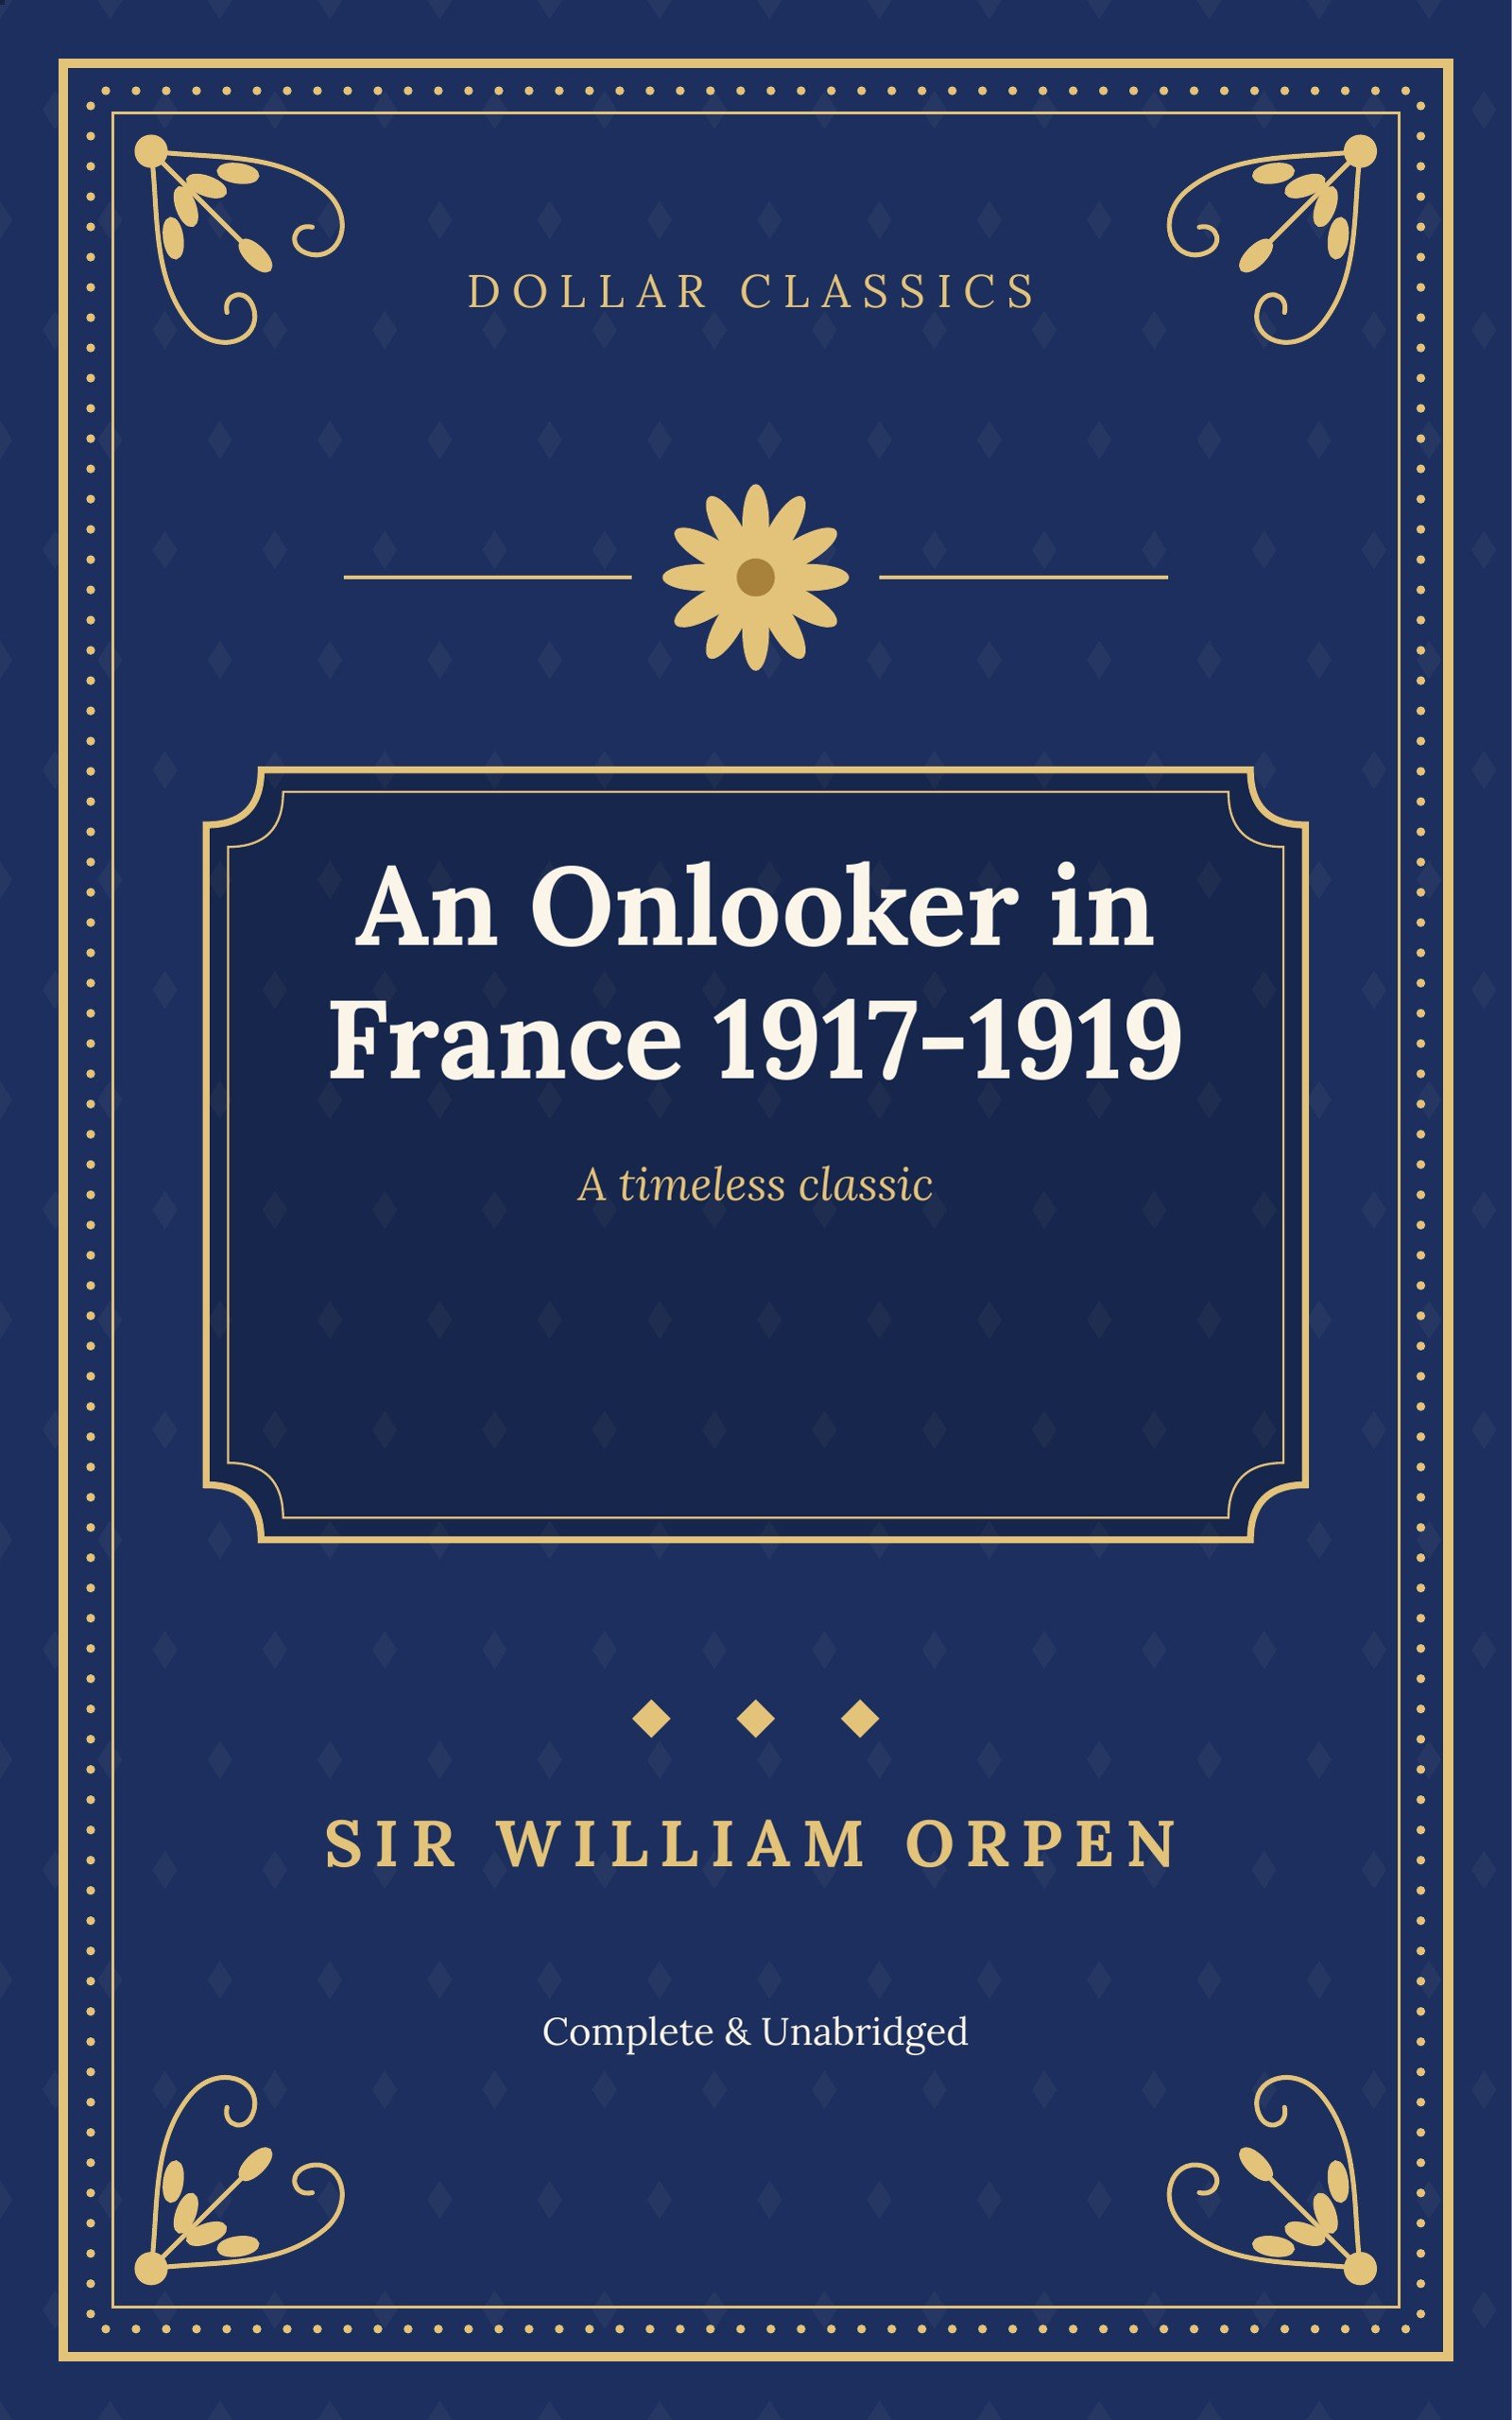 DOLLAR CLASSICS
An Onlooker in
France 1917–1919
A timeless classic
SIR WILLIAM ORPEN
Complete & Unabridged